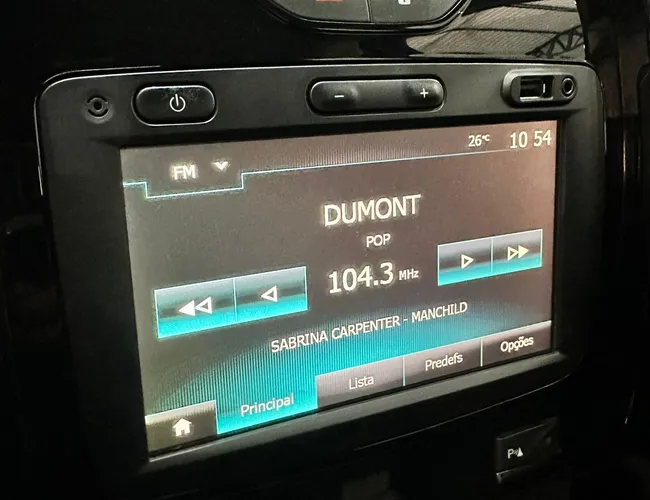 26°C 10 54
FM
DUMONT
POP
104.3 MHz
SABRINA CARPENTER - MANCHILD
Principal Lista Predefs Opções
P